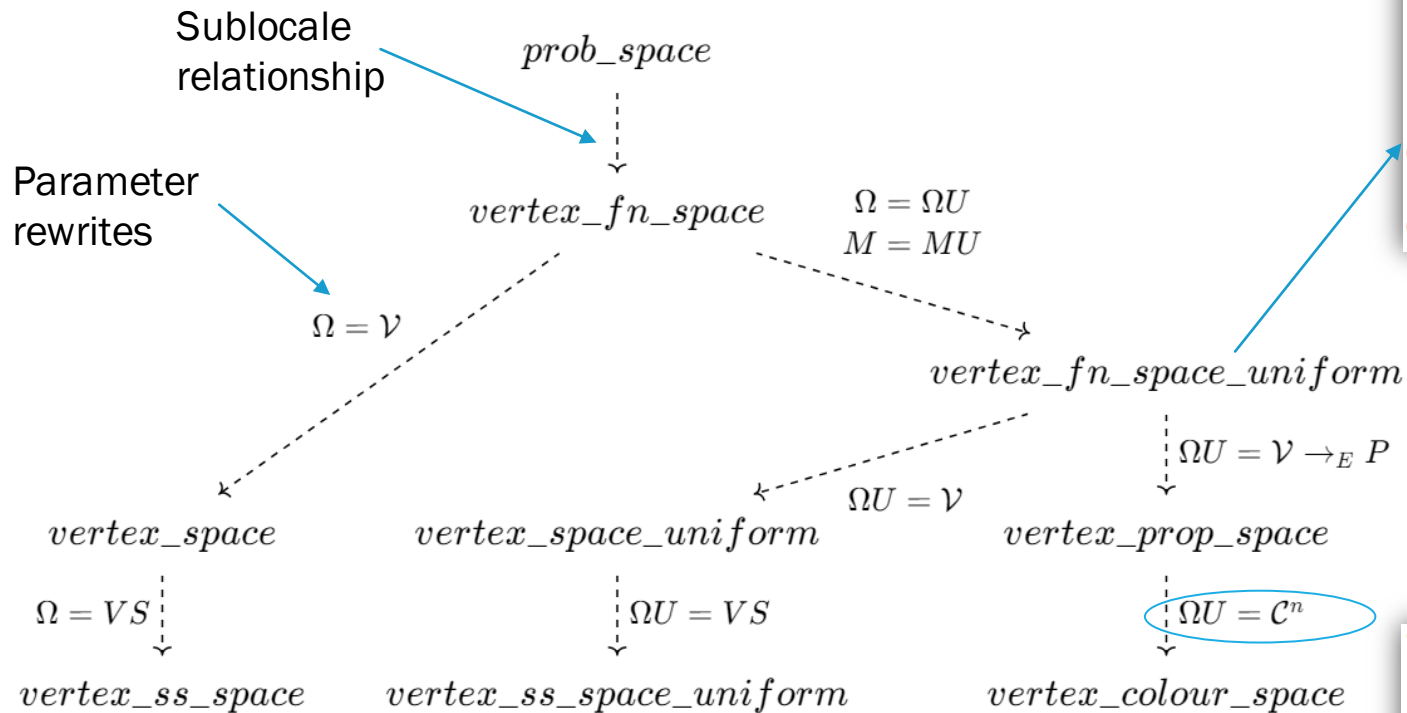 Sublocale
relationship
prob_space
Parameter
rewrites
vertex_fn_space
Ω = ΩU
M = MU
Ω = 𝒱
vertex_fn_space_uniform
ΩU = 𝒱 →_E P
ΩU = 𝒱
vertex_space
vertex_space_uniform
vertex_prop_space
Ω = VS
ΩU = VS
ΩU = 𝒞ⁿ
vertex_ss_space
vertex_ss_space_uniform
vertex_colour_space